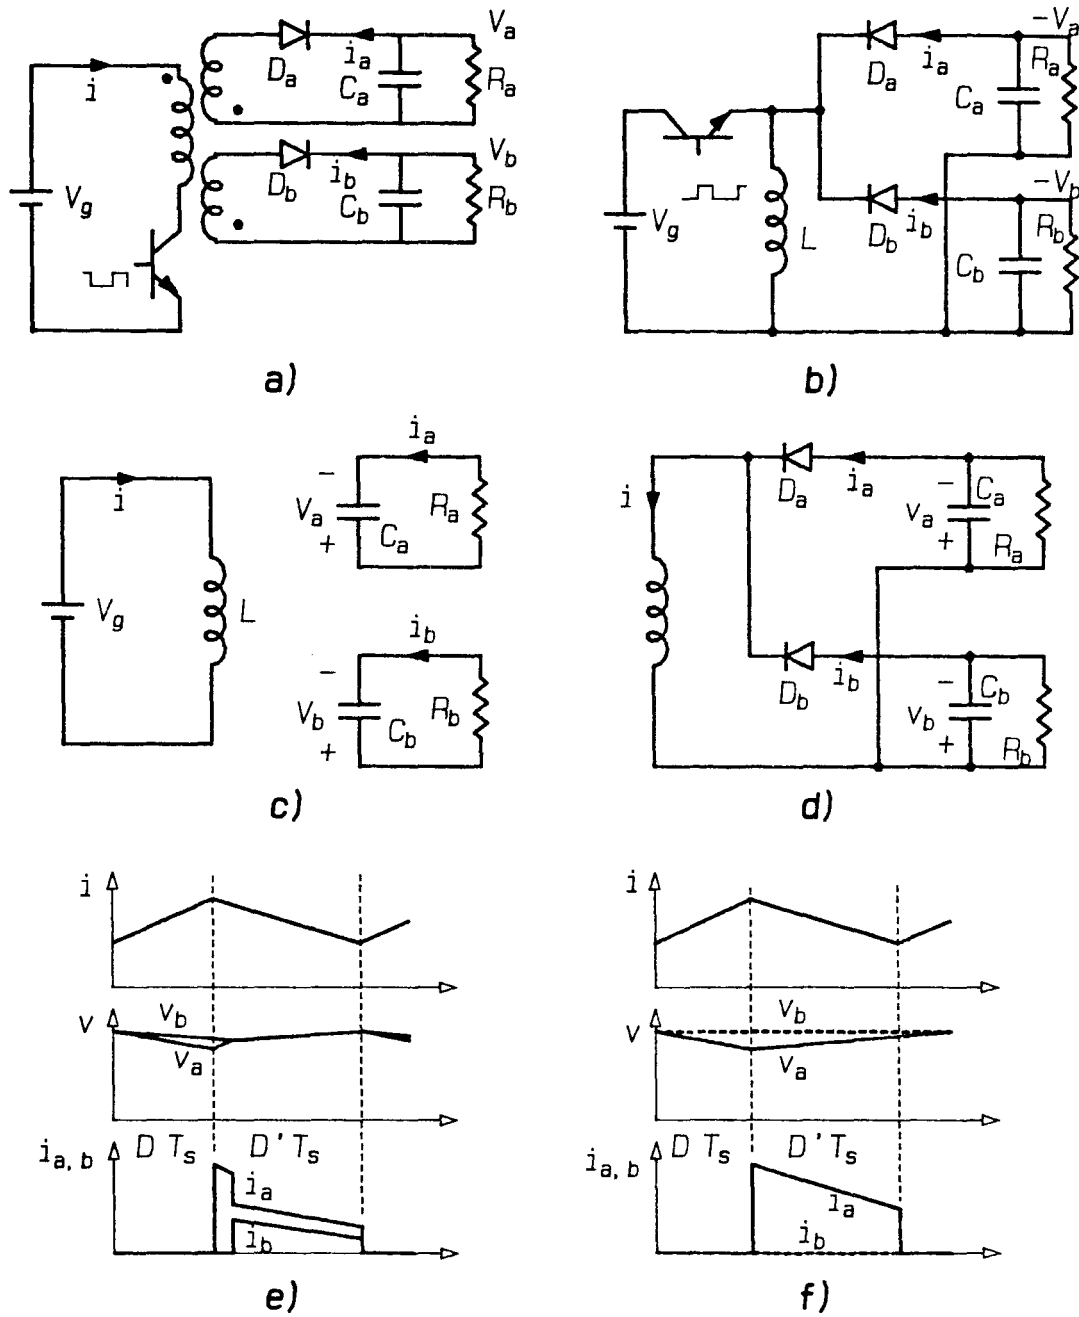 V_a
i_a
D_a
C_a
R_a
i
V_g
V_b
i_b
D_b
C_b
R_b
a)
-V_a
R_a
i_a
D_a
C_a
-V_b
R_b
i_b
D_b
C_b
V_g
L
b)
i
V_g
L
i_a
-
V_a
+
C_a
R_a
i_b
-
V_b
+
C_b
R_b
c)
i
D_a
i_a
-
v_a
+
C_a
R_a
D_b
i_b
-
v_b
+
C_b
R_b
d)
i
v
v_b
v_a
i_a,b
D T_s
D' T_s
i_a
i_b
e)
i
v
v_b
v_a
i_a,b
D T_s
D' T_s
i_a
i_b
f)